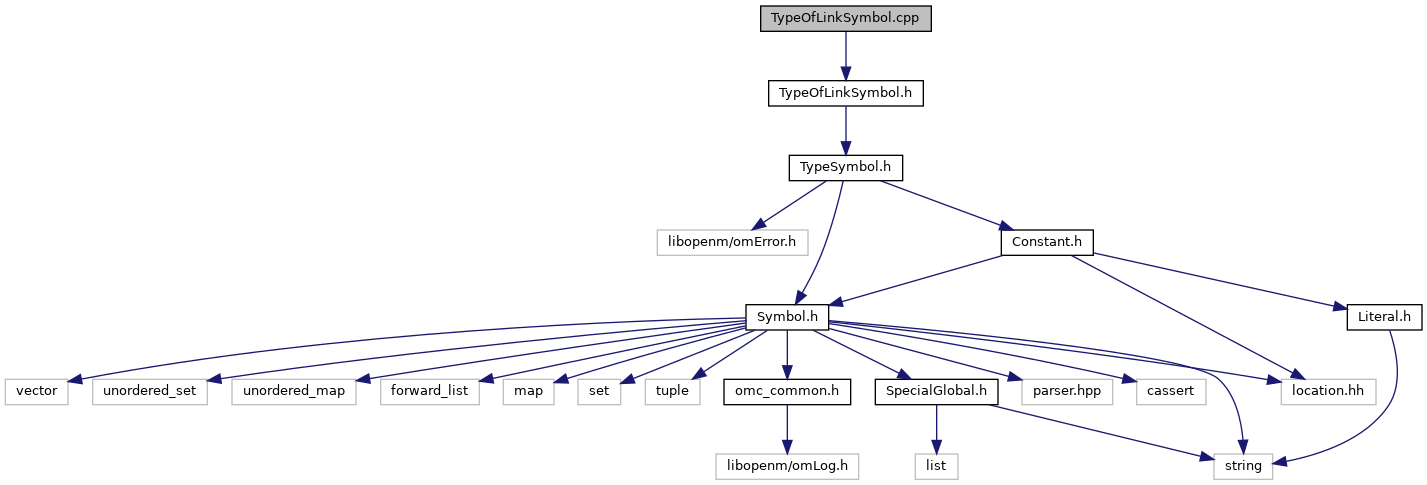 TypeOfLinkSymbol.cpp
TypeOfLinkSymbol.h
TypeSymbol.h
libopenm/omError.h
Constant.h
Symbol.h
Literal.h
vector
unordered_set
unordered_map
forward_list
map
set
tuple
omc_common.h
SpecialGlobal.h
parser.hpp
cassert
location.hh
libopenm/omLog.h
list
string